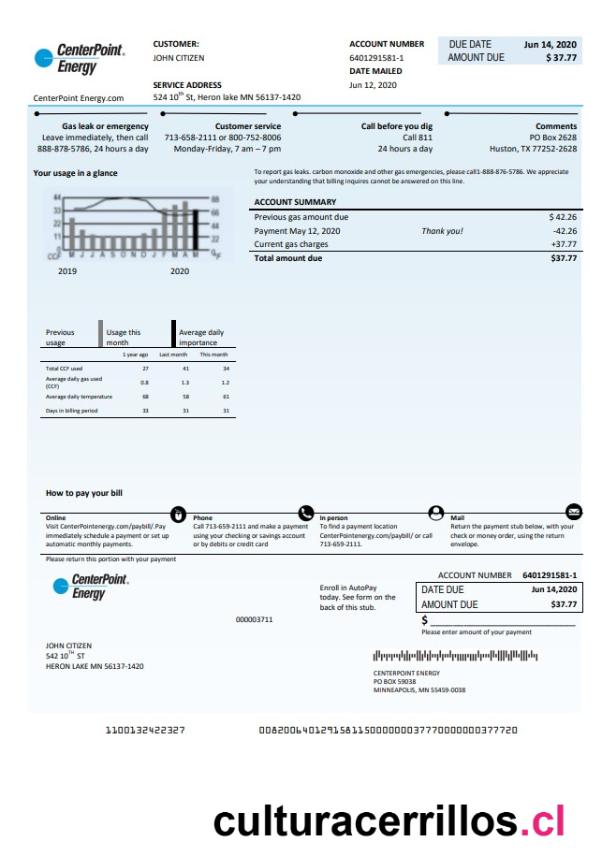 CenterPoint.
Energy
CenterPoint Energy.com
CUSTOMER:
JOHN CITIZEN
SERVICE ADDRESS
524 10th St, Heron lake MN 56137-1420
ACCOUNT NUMBER
6401291581-1
DATE MAILED
Jun 12, 2020
DUE DATE Jun 14, 2020
AMOUNT DUE $ 37.77
Gas leak or emergency
Leave immediately, then call
888-878-5786, 24 hours a day
Customer service
713-658-2111 or 800-752-8006
Monday-Friday, 7 am – 7 pm
Call before you dig
Call 811
24 hours a day
Comments
PO Box 2628
Huston, TX 77252-2628
Your usage in a glance
44 88
33 66
22 44
11 22
0
CCF M J J A S O N D J F M A M °F
2019 2020
To report gas leaks. carbon monoxide and other gas emergencies, please call1-888-876-5786. We appreciate
your understanding that billing inquires cannot be answered on this line.
ACCOUNT SUMMARY
Previous gas amount due $ 42.26
Payment May 12, 2020 Thank you! -42.26
Current gas charges +37.77
Total amount due $37.77
Previous usage
Usage this month
Average daily importance
1 year ago Last month This month
Total CCF used 27 41 34
Average daily gas used (CCF) 0.8 1.3 1.2
Average daily temperature 68 58 61
Days in billing period 33 31 31
How to pay your bill
Online
Visit CenterPointenergy.com/paybill/.Pay
immediately schedule a payment or set up
automatic monthly payments.
Phone
Call 713-659-2111 and make a payment
using your checking or savings account
or by debits or credit card
In person
To find a payment location
CenterPointenergy.com/paybill/ or call
713-659-2111.
Mail
Return the payment stub below, with your
check or money order, using the return
envelope.
Please return this portion with your payment
CenterPoint.
Energy
000003711
Enroll in AutoPay
today. See form on the
back of this stub.
ACCOUNT NUMBER 6401291581-1
DATE DUE Jun 14,2020
AMOUNT DUE $37.77
$
Please enter amount of your payment
JOHN CITIZEN
542 10TH ST
HERON LAKE MN 56137-1420
CENTERPOINT ENERGY
PO BOX 59038
MINNEAPOLIS, MN 55459-0038
1100132422327 00820064012915811500000003777000000037​7720
culturacerrillos.cl